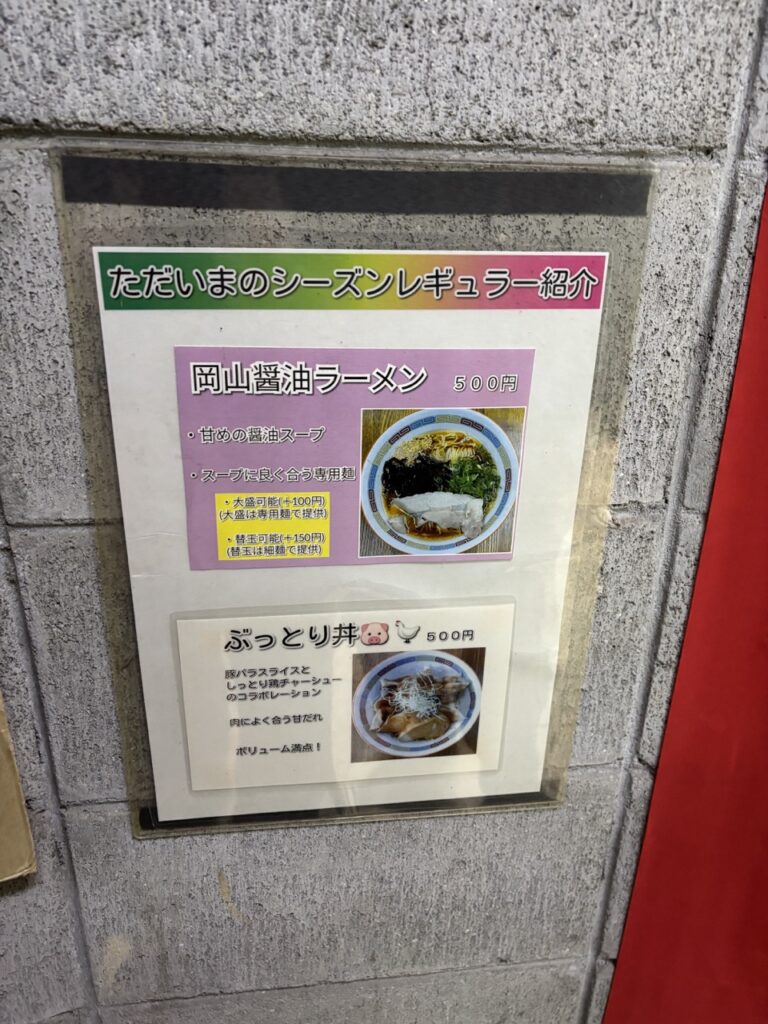 ただいまのシーズンレギュラー紹介
岡山醤油ラーメン 500円
・甘めの醤油スープ
・スープに良く合う専用麺
・大盛可能(+100円)
(大盛は専用麺で提供)
・替玉可能(+150円)
(替玉は細麺で提供)
ぶっとり丼🐷🐓 500円
豚バラスライスと
しっとり鶏チャーシュー
のコラボレーション
肉によく合う甘だれ
ボリューム満点!